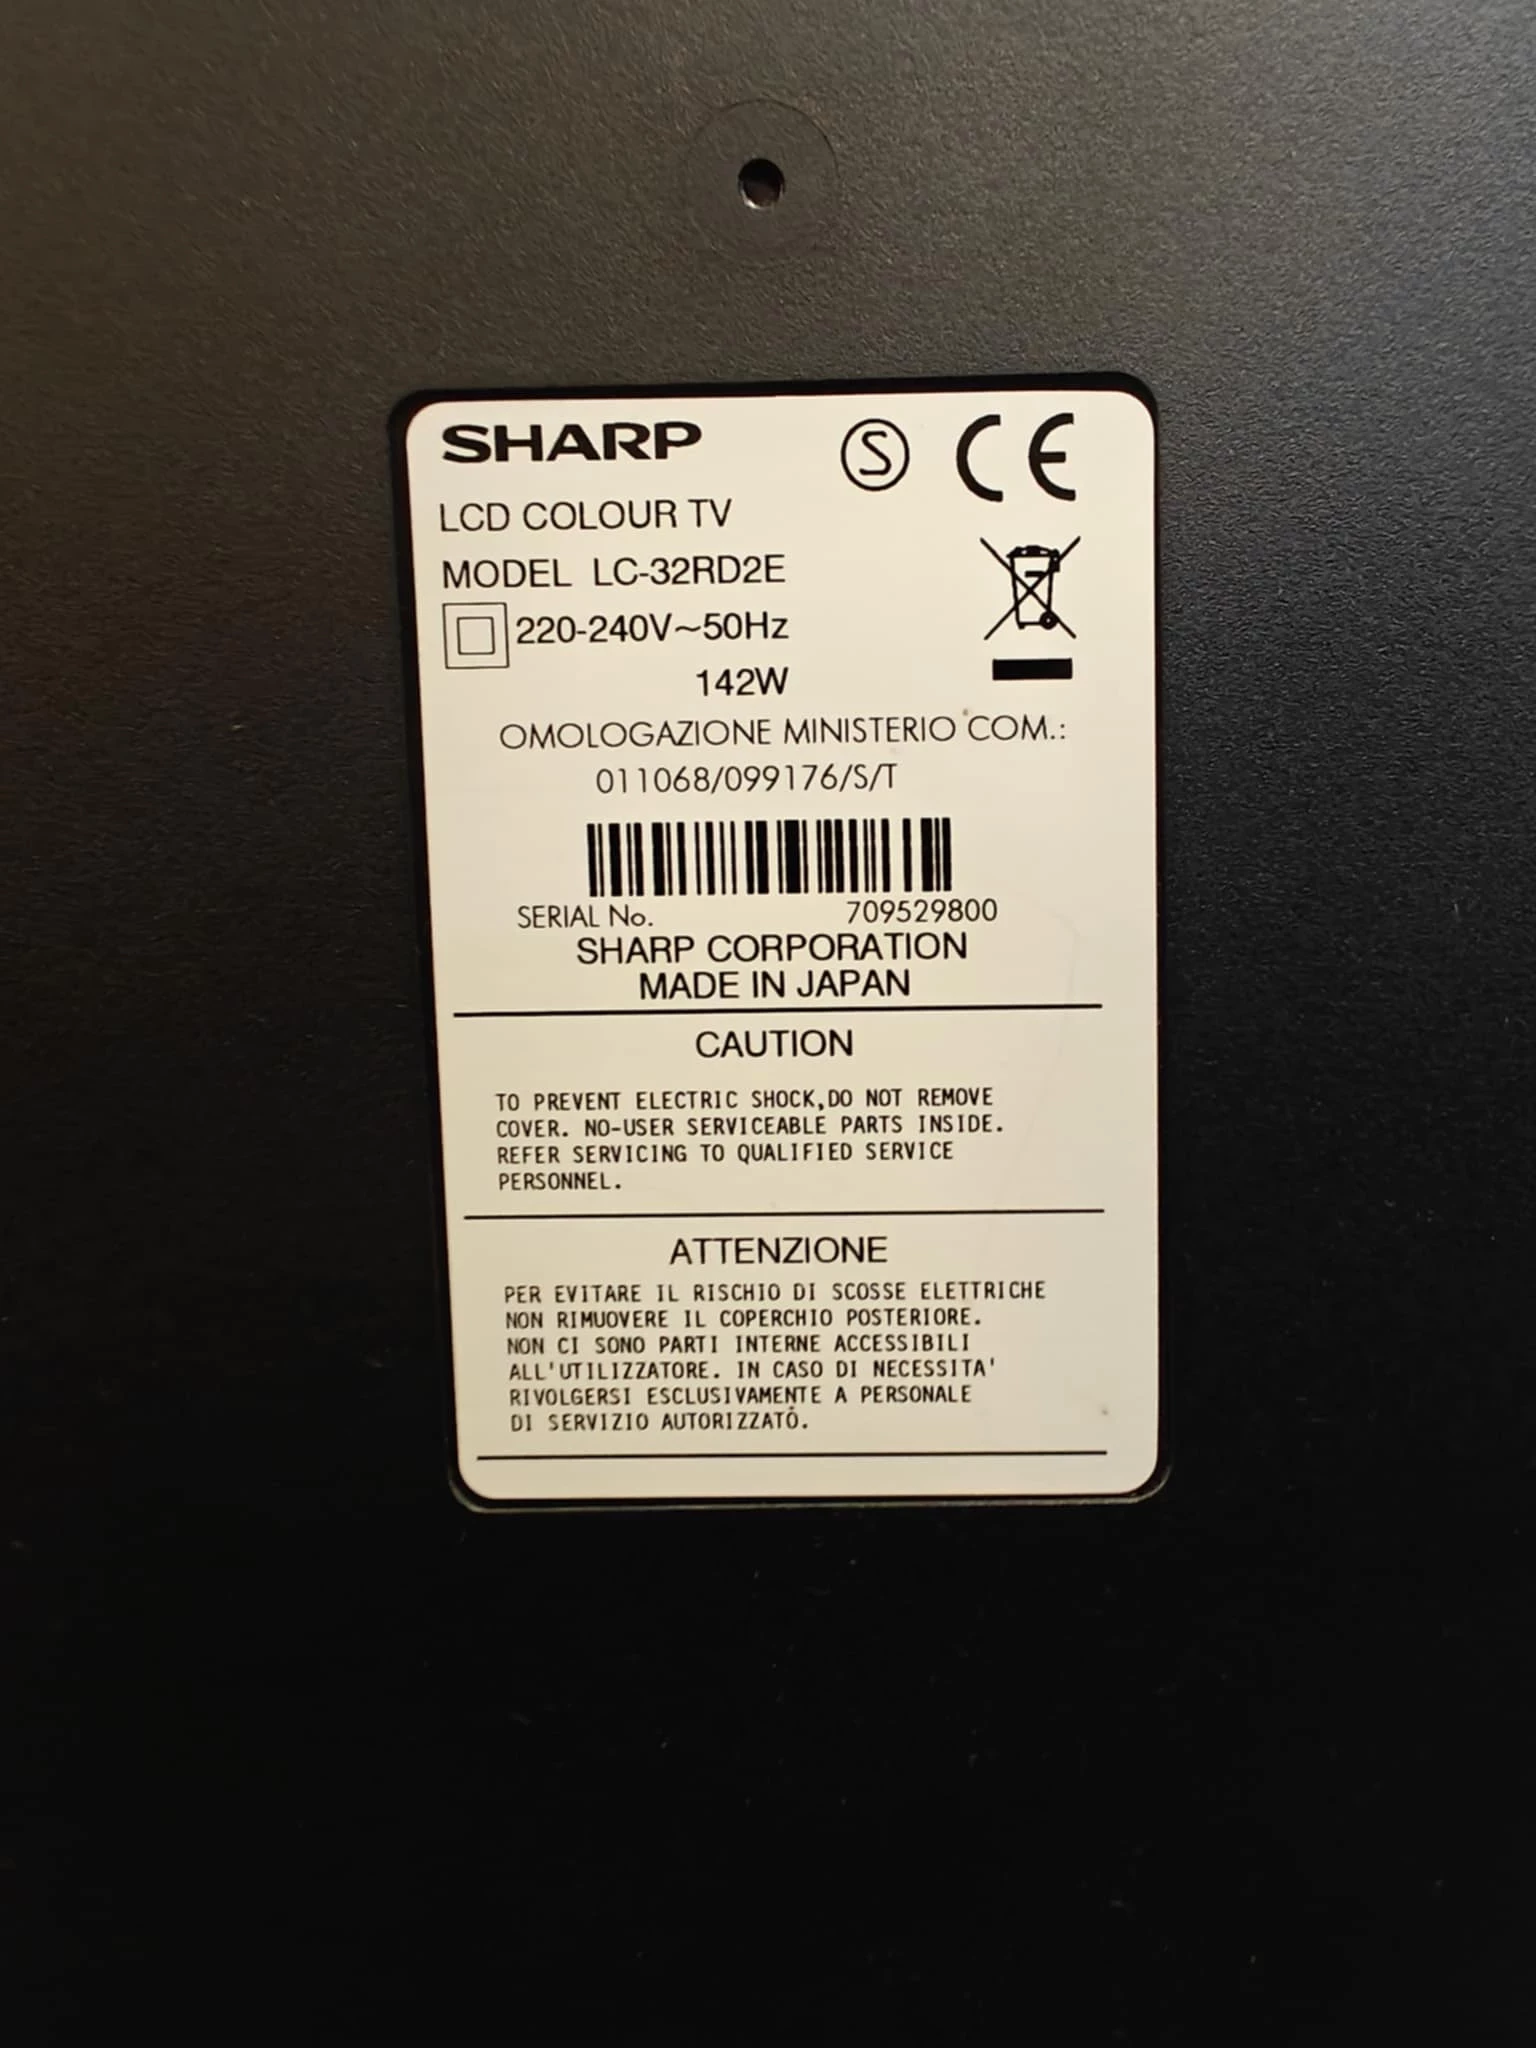 SHARP
S CE
LCD COLOUR TV
MODEL LC-32RD2E
220-240V~50Hz
142W
OMOLOGAZIONE MINISTERIO COM.:
011068/099176/S/T
SERIAL No. 709529800
SHARP CORPORATION
MADE IN JAPAN
CAUTION
TO PREVENT ELECTRIC SHOCK,DO NOT REMOVE
COVER. NO-USER SERVICEABLE PARTS INSIDE.
REFER SERVICING TO QUALIFIED SERVICE
PERSONNEL.
ATTENZIONE
PER EVITARE IL RISCHIO DI SCOSSE ELETTRICHE
NON RIMUOVERE IL COPERCHIO POSTERIORE.
NON CI SONO PARTI INTERNE ACCESSIBILI
ALL'UTILIZZATORE. IN CASO DI NECESSITA'
RIVOLGERSI ESCLUSIVAMENTE A PERSONALE
DI SERVIZIO AUTORIZZATO.